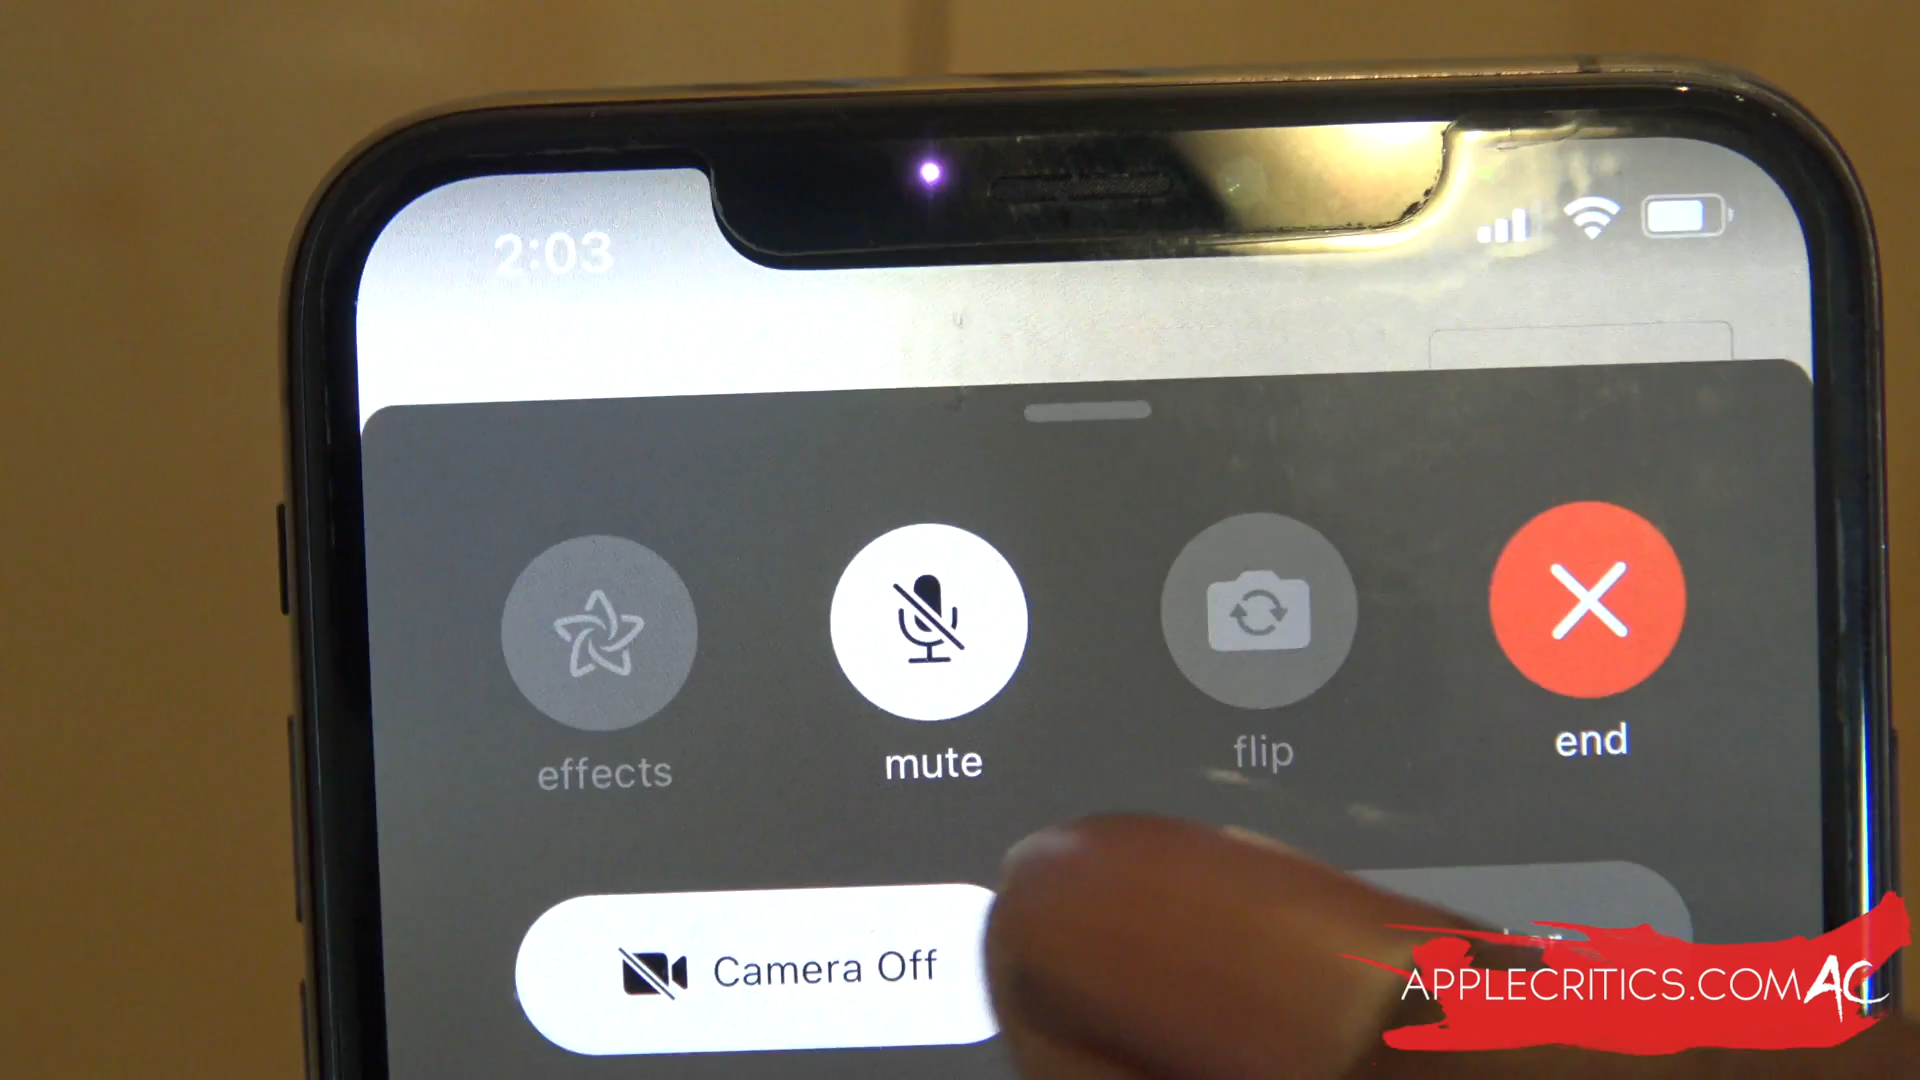 2:03
effects
mute
flip
end
Camera Off
APPLECRITICS.COM AC